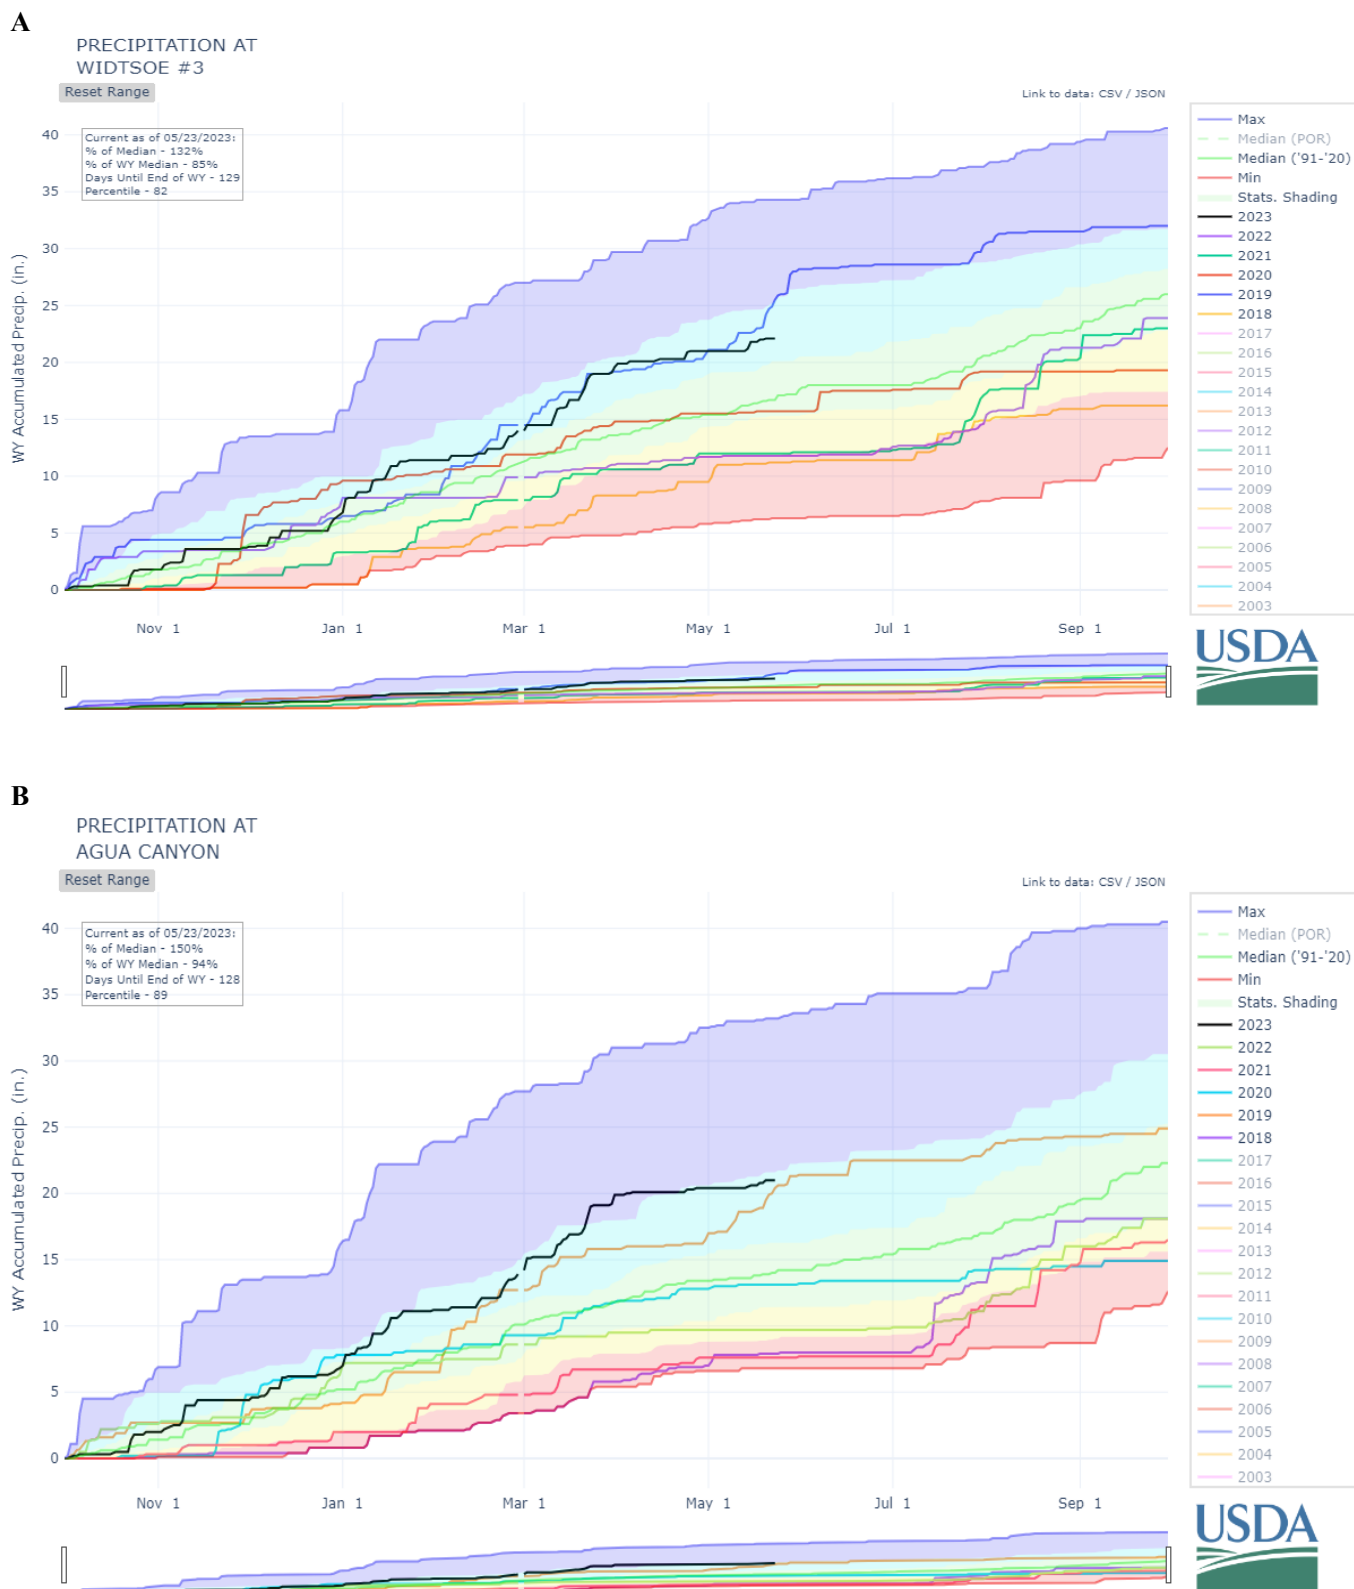 A
PRECIPITATION AT
WIDTSOE #3
Reset Range
Link to data: CSV / JSON
Current as of 05/23/2023:
% of Median - 132%
% of WY Median - 85%
Days Until End of WY - 129
Percentile - 82
WY Accumulated Precip. (in.)
40
35
30
25
20
15
10
5
0
Nov 1
Jan 1
Mar 1
May 1
Jul 1
Sep 1
Max
Median (POR)
Median ('91-'20)
Min
Stats. Shading
2023
2022
2021
2020
2019
2018
2017
2016
2015
2014
2013
2012
2011
2010
2009
2008
2007
2006
2005
2004
2003
USDA
B
PRECIPITATION AT
AGUA CANYON
Reset Range
Link to data: CSV / JSON
Current as of 05/23/2023:
% of Median - 150%
% of WY Median - 94%
Days Until End of WY - 128
Percentile - 89
WY Accumulated Precip. (in.)
40
35
30
25
20
15
10
5
0
Nov 1
Jan 1
Mar 1
May 1
Jul 1
Sep 1
Max
Median (POR)
Median ('91-'20)
Min
Stats. Shading
2023
2022
2021
2020
2019
2018
2017
2016
2015
2014
2013
2012
2011
2010
2009
2008
2007
2006
2005
2004
2003
USDA